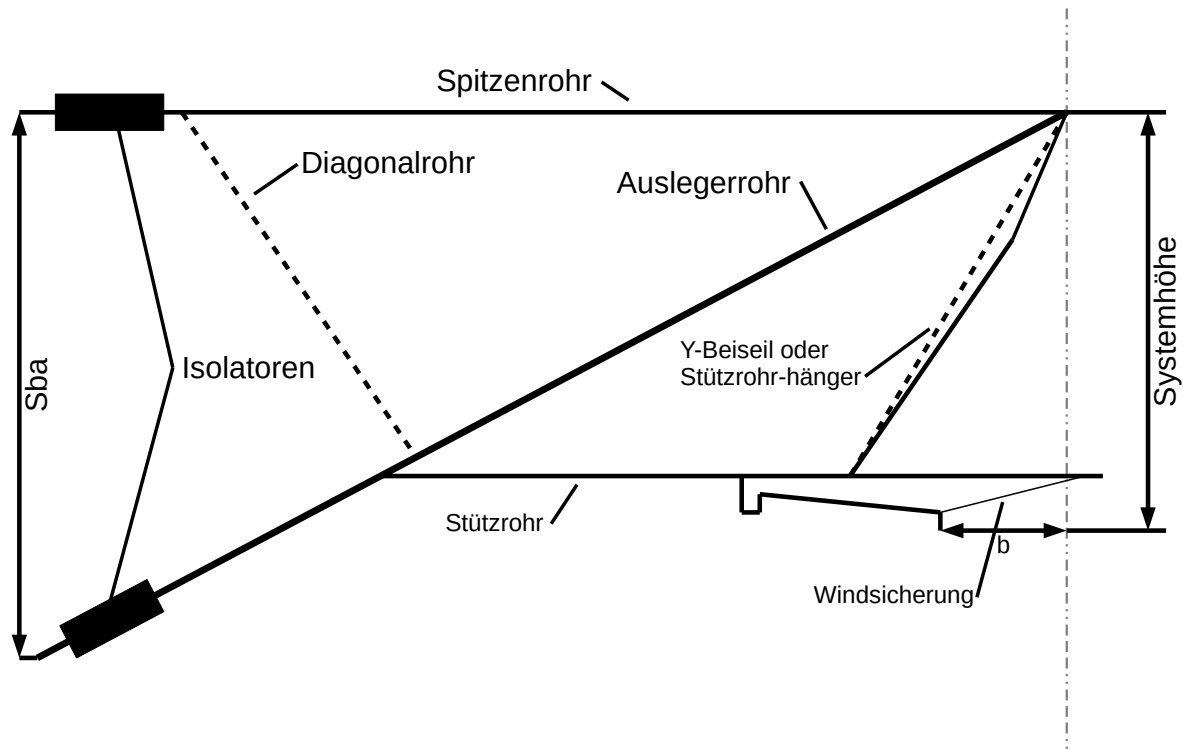 Spitzenrohr
Diagonalrohr
Auslegerrohr
Systemhöhe
Y-Beiseil oder
Stützrohr-hänger
Isolatoren
Sba
Stützrohr
b
Windsicherung